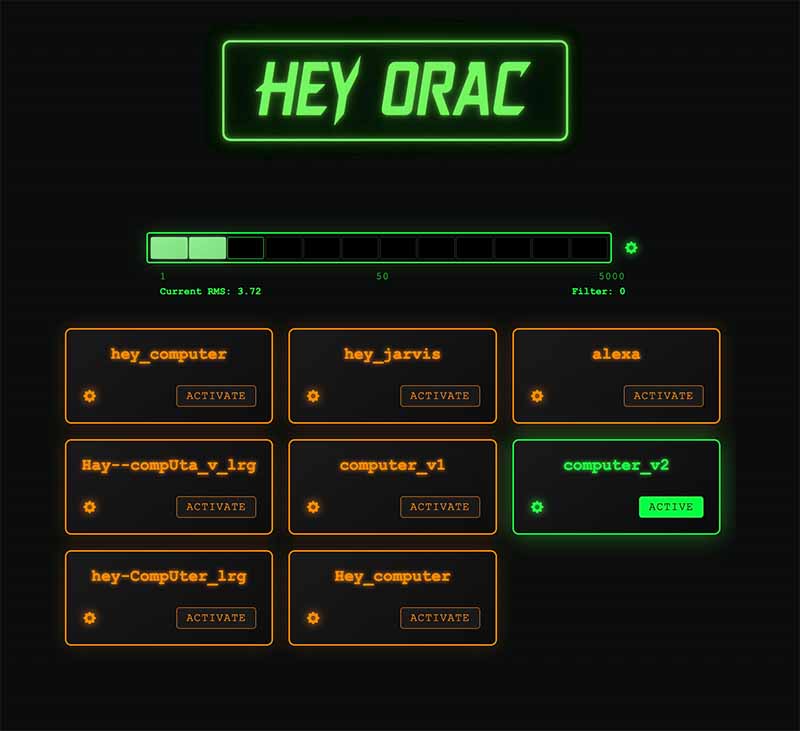 HEY ORAC
1 50 5000
Current RMS: 3.72 Filter: 0
hey_computer hey_jarvis alexa
ACTIVATE ACTIVATE ACTIVATE
Hay--compUta_v_lrg computer_v1 computer_v2
ACTIVATE ACTIVATE ACTIVE
hey-CompUter_lrg Hey_computer
ACTIVATE ACTIVATE